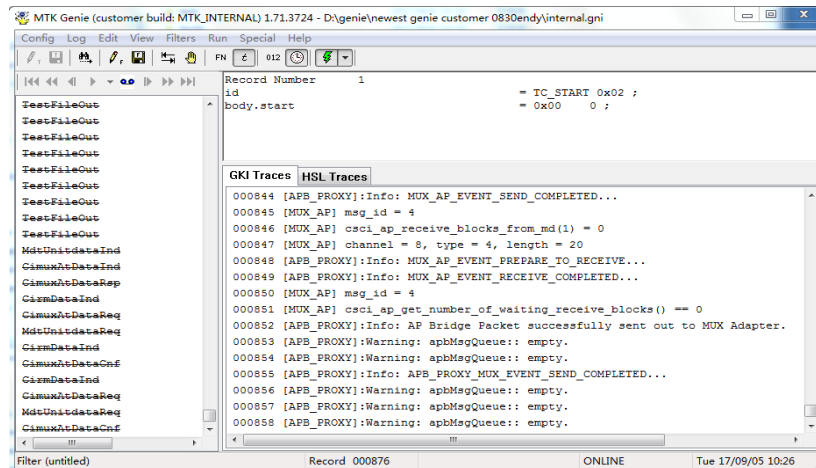 MTK Genie (customer build: MTK_INTERNAL) 1.71.3724 - D:\genie\newest genie customer 0830endy\internal.gni
Config Log Edit View Filters Run Special Help
FN t 012
Record Number 1
id = TC_START 0x02 ;
body.start = 0x00 0 ;
TestFileOut
TestFileOut
TestFileOut
TestFileOut
TestFileOut
TestFileOut
TestFileOut
TestFileOut
TestFileOut
MdtUnitdataInd
CimuxAtDataInd
CimuxAtDataRsp
CirmDataInd
CimuxAtDataReq
MdtUnitdataReq
CirmDataInd
CimuxAtDataCnf
CirmDataInd
CimuxAtDataReq
MdtUnitdataReq
CimuxAtDataCnf
GKI Traces HSL Traces
000844 [APB_PROXY]:Info: MUX_AP_EVENT_SEND_COMPLETED...
000845 [MUX_AP] msg_id = 4
000846 [MUX_AP] csci_ap_receive_blocks_from_md(1) = 0
000847 [MUX_AP] channel = 8, type = 4, length = 20
000848 [APB_PROXY]:Info: MUX_AP_EVENT_PREPARE_TO_RECEIVE...
000849 [APB_PROXY]:Info: MUX_AP_EVENT_RECEIVE_COMPLETED...
000850 [MUX_AP] msg_id = 4
000851 [MUX_AP] csci_ap_get_number_of_waiting_receive_blocks() == 0
000852 [APB_PROXY]:Info: AP Bridge Packet successfully sent out to MUX Adapter.
000853 [APB_PROXY]:Warning: apbMsgQueue:: empty.
000854 [APB_PROXY]:Warning: apbMsgQueue:: empty.
000855 [APB_PROXY]:Info: APB_PROXY_MUX_EVENT_SEND_COMPLETED...
000856 [APB_PROXY]:Warning: apbMsgQueue:: empty.
000857 [APB_PROXY]:Warning: apbMsgQueue:: empty.
000858 [APB_PROXY]:Warning: apbMsgQueue:: empty.
Filter (untitled) Record 000876 ONLINE Tue 17/09/05 10:26